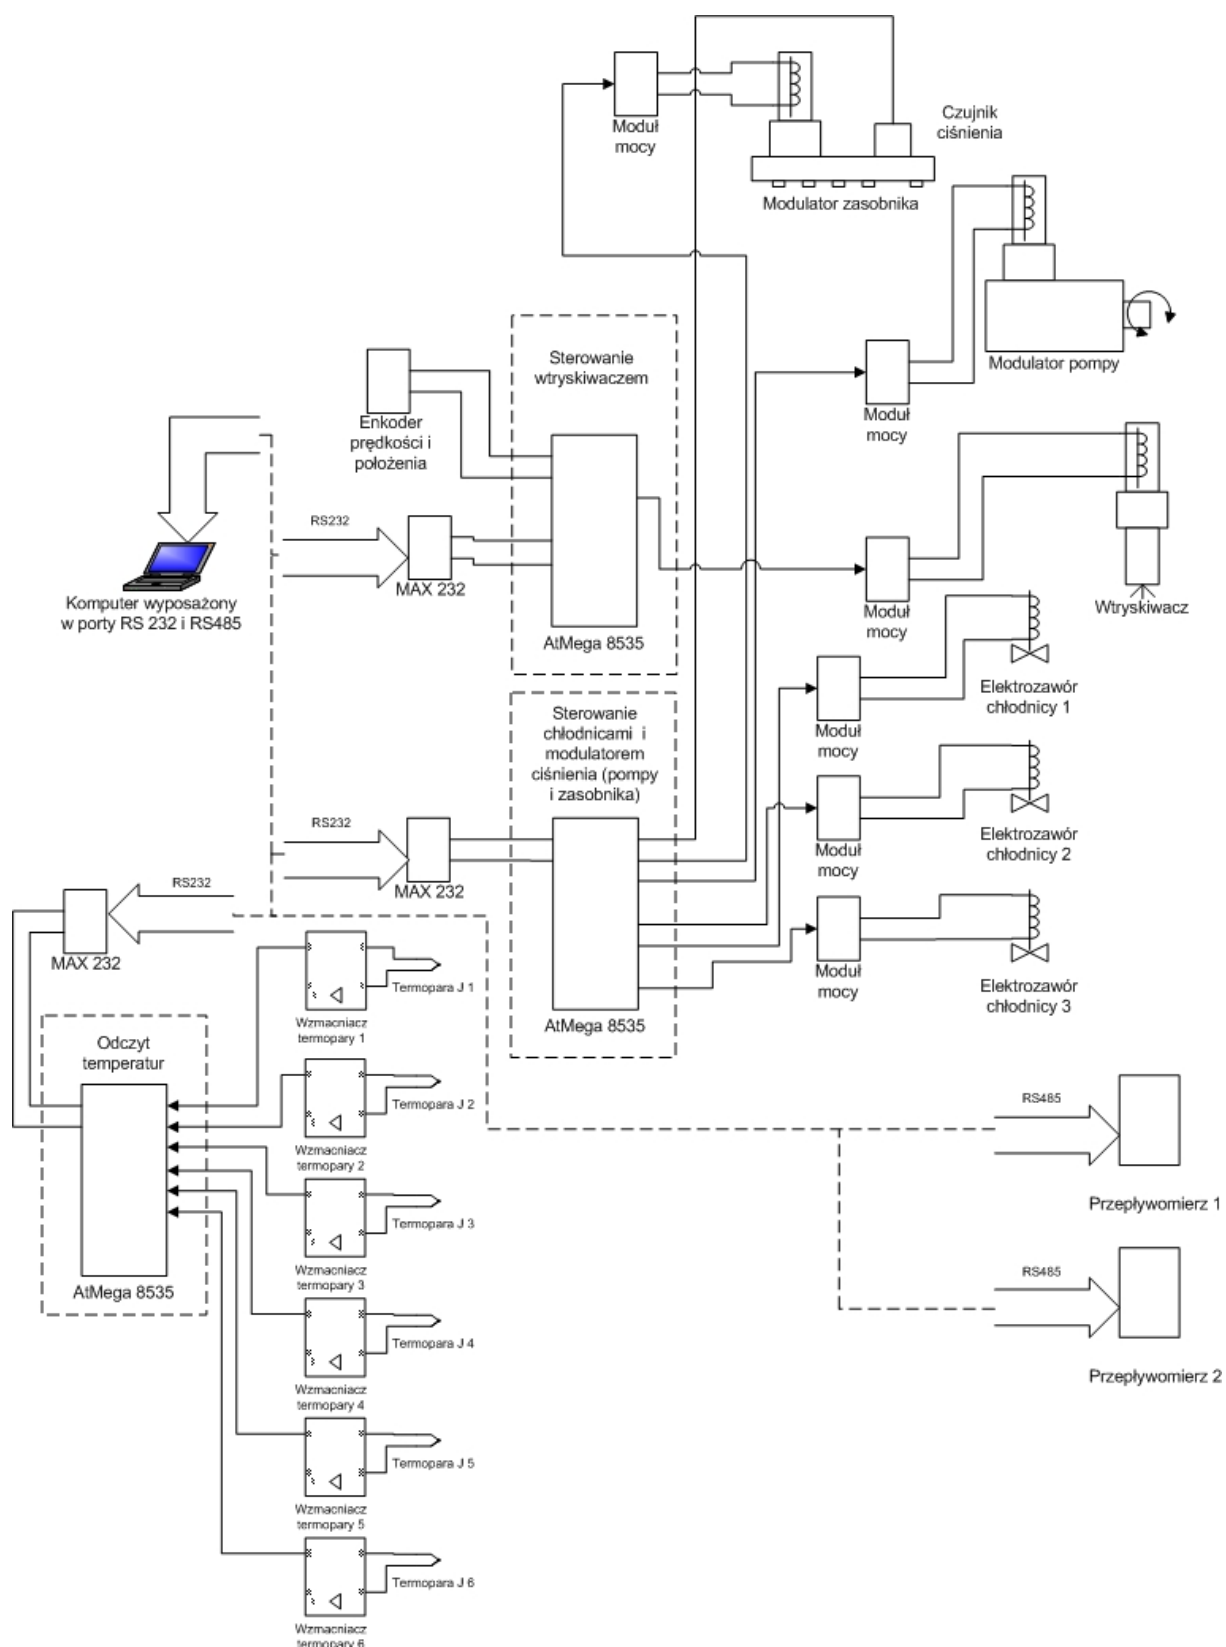 Moduł
mocy
Czujnik
ciśnienia
Modulator zasobnika
Modulator pompy
Sterowanie
wtryskiwaczem
Enkoder
prędkości i
położenia
Moduł
mocy
RS232
MAX 232
Komputer wyposażony
w porty RS 232 i RS485
AtMega 8535
Moduł
mocy
Wtryskiwacz
Elektrozawór
chłodnicy 1
Moduł
mocy
Sterowanie
chłodnicami i
modulatorem
ciśnienia (pompy
i zasobnika)
RS232
MAX 232
Elektrozawór
chłodnicy 2
Moduł
mocy
RS232
MAX 232
Elektrozawór
chłodnicy 3
Moduł
mocy
AtMega 8535
Termopara J 1
Wzmacniacz
termopary 1
Odczyt
temperatur
Termopara J 2
Wzmacniacz
termopary 2
RS485
Przepływomierz 1
Termopara J 3
Wzmacniacz
termopary 3
AtMega 8535
RS485
Przepływomierz 2
Termopara J 4
Wzmacniacz
termopary 4
Termopara J 5
Wzmacniacz
termopary 5
Termopara J 6
Wzmacniacz
termopary 6